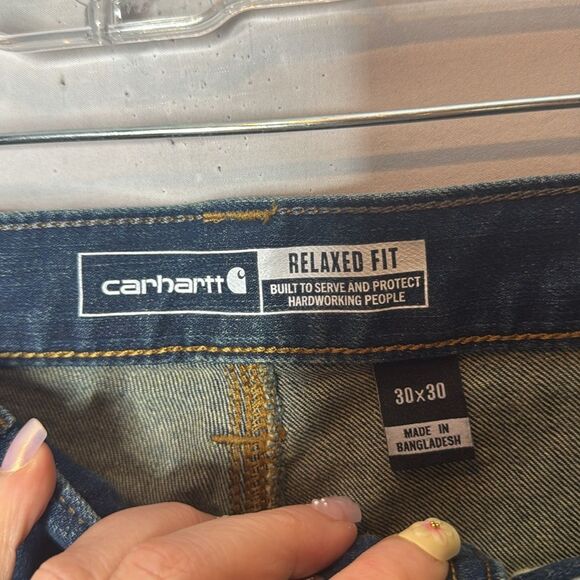 carhartt
RELAXED FIT
BUILT TO SERVE AND PROTECT
HARDWORKING PEOPLE
30x30
MADE IN
BANGLADESH